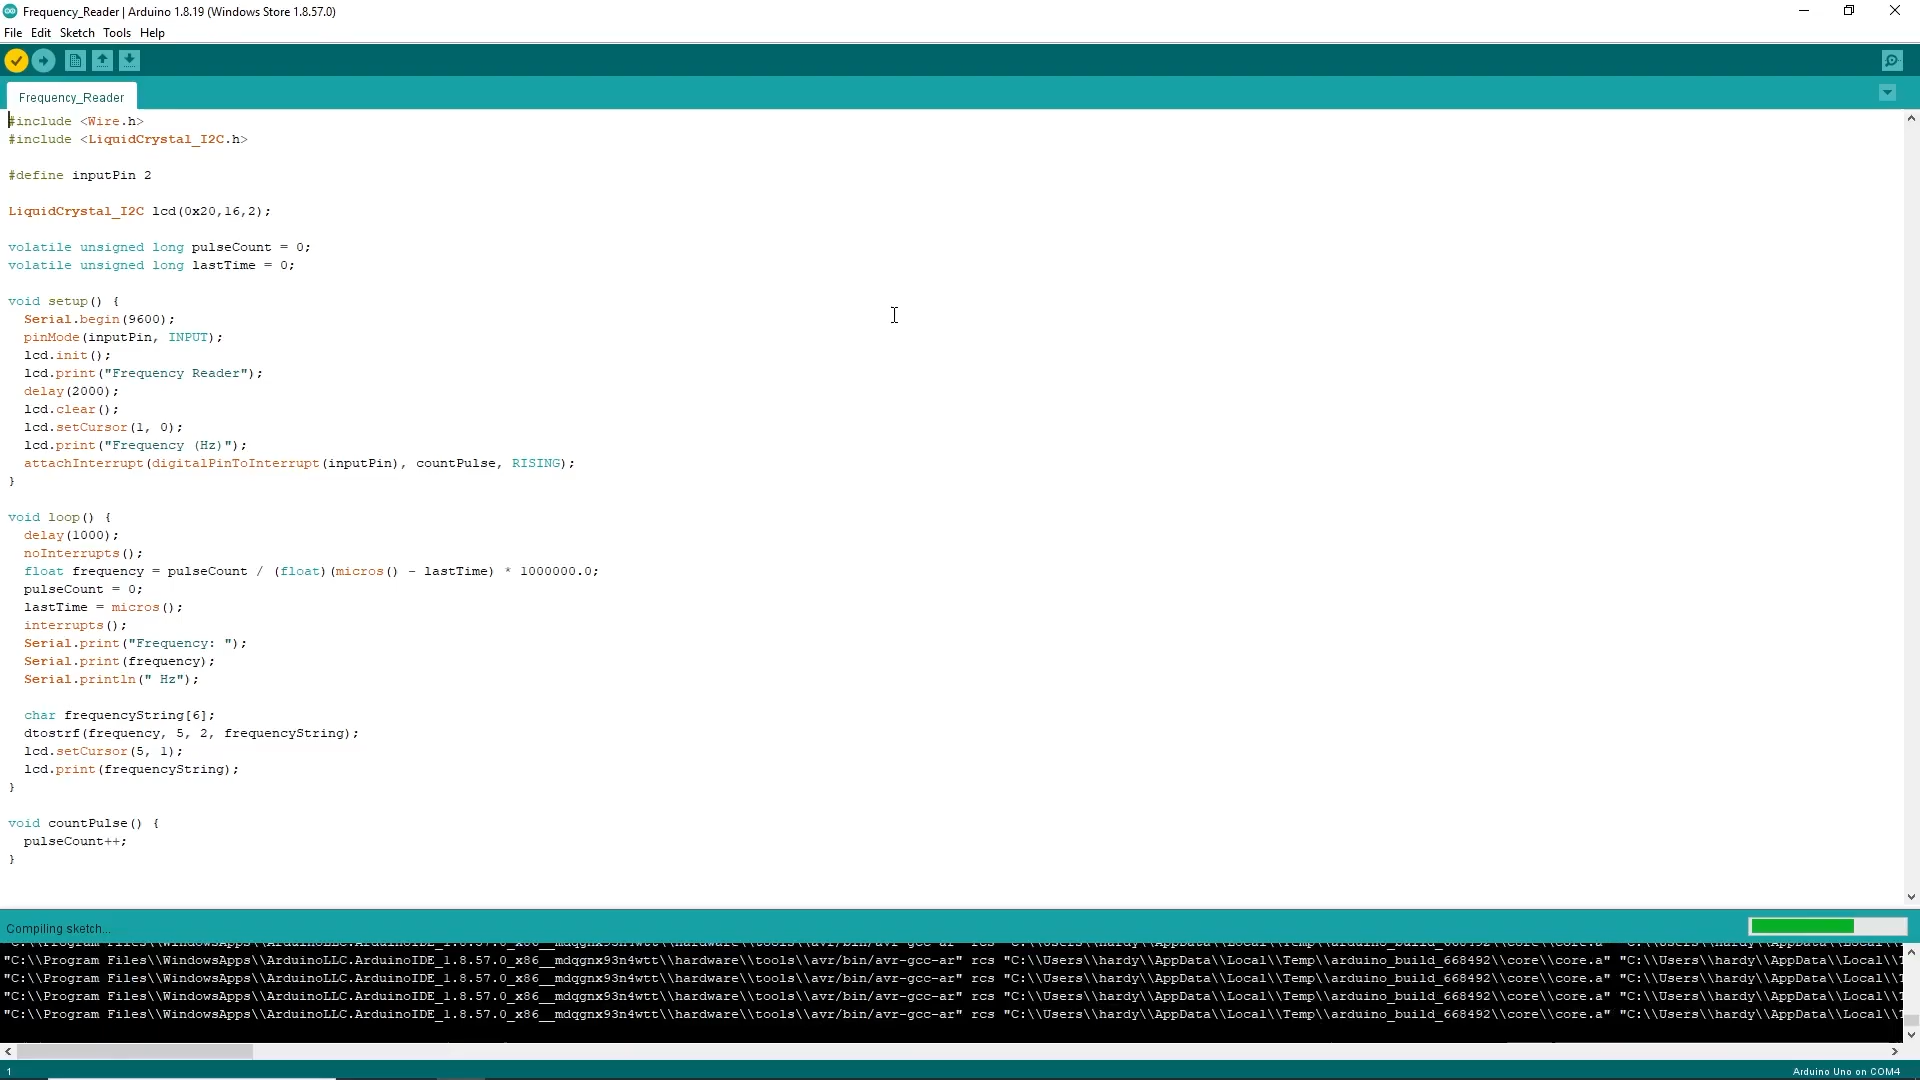 Frequency_Reader | Arduino 1.8.19 (Windows Store 1.8.57.0)
File Edit Sketch Tools Help
Frequency_Reader
#include <Wire.h>
#include <LiquidCrystal_I2C.h>
#define inputPin 2
LiquidCrystal_I2C lcd(0x20,16,2);
volatile unsigned long pulseCount = 0;
volatile unsigned long lastTime = 0;
void setup() {
  Serial.begin(9600);
  pinMode(inputPin, INPUT);
  lcd.init();
  lcd.print("Frequency Reader");
  delay(2000);
  lcd.clear();
  lcd.setCursor(1, 0);
  lcd.print("Frequency (Hz)");
  attachInterrupt(digitalPinToInterrupt(inputPin), countPulse, RISING);
}
void loop() {
  delay(1000);
  noInterrupts();
  float frequency = pulseCount / (float)(micros() - lastTime) * 1000000.0;
  pulseCount = 0;
  lastTime = micros();
  interrupts();
  Serial.print("Frequency: ");
  Serial.print(frequency);
  Serial.println(" Hz");
  char frequencyString[6];
  dtostrf(frequency, 5, 2, frequencyString);
  lcd.setCursor(5, 1);
  lcd.print(frequencyString);
}
void countPulse() {
  pulseCount++;
}
Compiling sketch...
"C:\\Program Files\\WindowsApps\\ArduinoLLC.ArduinoIDE_1.8.57.0_x86__mdqgnx93n4wtt\\hardware\\tools\\avr/bin/avr-gcc-ar" rcs "C:\\Users\\hardy\\AppData\\Local\\Temp\\arduino_build_668492\\core\\core.a" "C:\\Users\\hardy\\AppData\\Local\\
"C:\\Program Files\\WindowsApps\\ArduinoLLC.ArduinoIDE_1.8.57.0_x86__mdqgnx93n4wtt\\hardware\\tools\\avr/bin/avr-gcc-ar" rcs "C:\\Users\\hardy\\AppData\\Local\\Temp\\arduino_build_668492\\core\\core.a" "C:\\Users\\hardy\\AppData\\Local\\
"C:\\Program Files\\WindowsApps\\ArduinoLLC.ArduinoIDE_1.8.57.0_x86__mdqgnx93n4wtt\\hardware\\tools\\avr/bin/avr-gcc-ar" rcs "C:\\Users\\hardy\\AppData\\Local\\Temp\\arduino_build_668492\\core\\core.a" "C:\\Users\\hardy\\AppData\\Local\\
"C:\\Program Files\\WindowsApps\\ArduinoLLC.ArduinoIDE_1.8.57.0_x86__mdqgnx93n4wtt\\hardware\\tools\\avr/bin/avr-gcc-ar" rcs "C:\\Users\\hardy\\AppData\\Local\\Temp\\arduino_build_668492\\core\\core.a" "C:\\Users\\hardy\\AppData\\Local\\
1 Arduino Uno on COM4